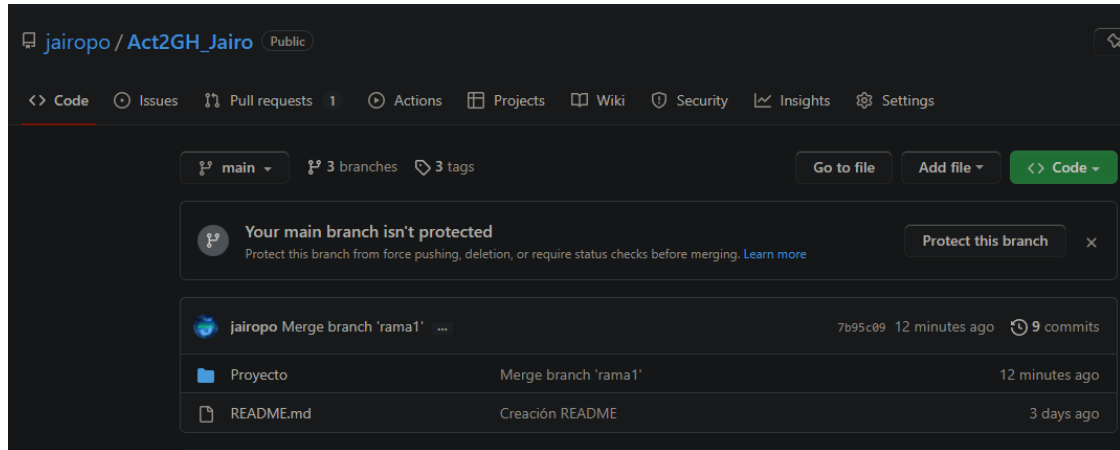 jairopo / Act2GH_Jairo Public
Code Issues Pull requests 1 Actions Projects Wiki Security Insights Settings
main 3 branches 3 tags Go to file Add file Code
Your main branch isn't protected
Protect this branch from force pushing, deletion, or require status checks before merging. Learn more
Protect this branch
jairopo Merge branch 'rama1' ... 7b95c09 12 minutes ago 9 commits
Proyecto Merge branch 'rama1' 12 minutes ago
README.md Creación README 3 days ago